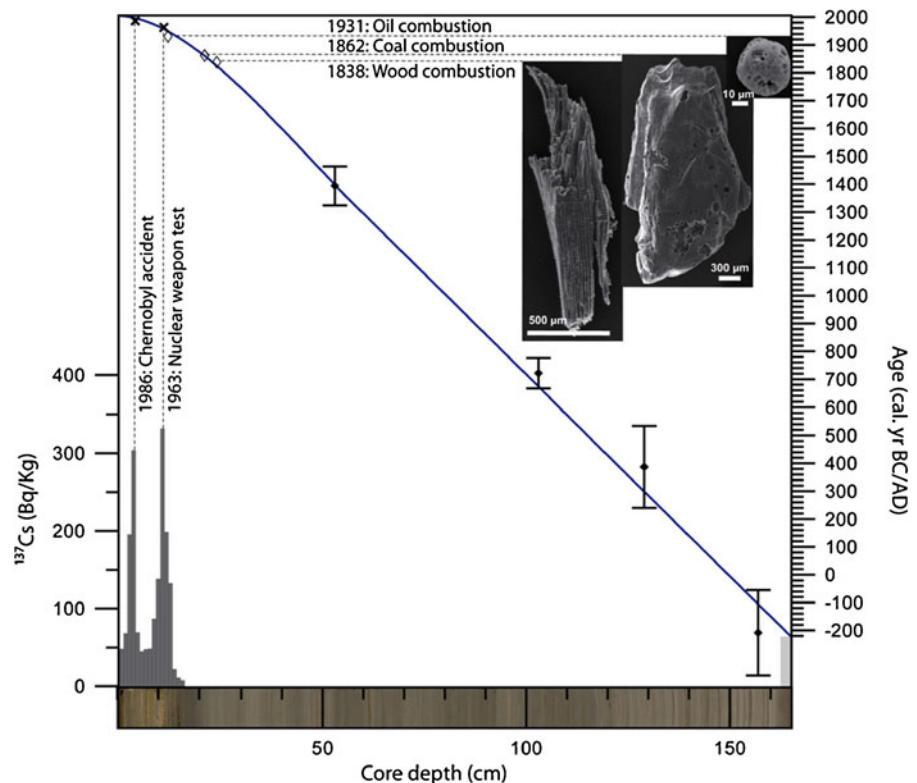 1931: Oil combustion
1862: Coal combustion
1838: Wood combustion
10 µm
300 µm
500 µm
1986: Chernobyl accident
1963: Nuclear weapon test
400
300
200
100
0
¹³⁷Cs (Bq/Kg)
2000
1900
1800
1700
1600
1500
1400
1300
1200
1100
1000
900
800
700
600
500
400
300
200
100
0
-100
-200
Age (cal. yr BC/AD)
50
100
150
Core depth (cm)